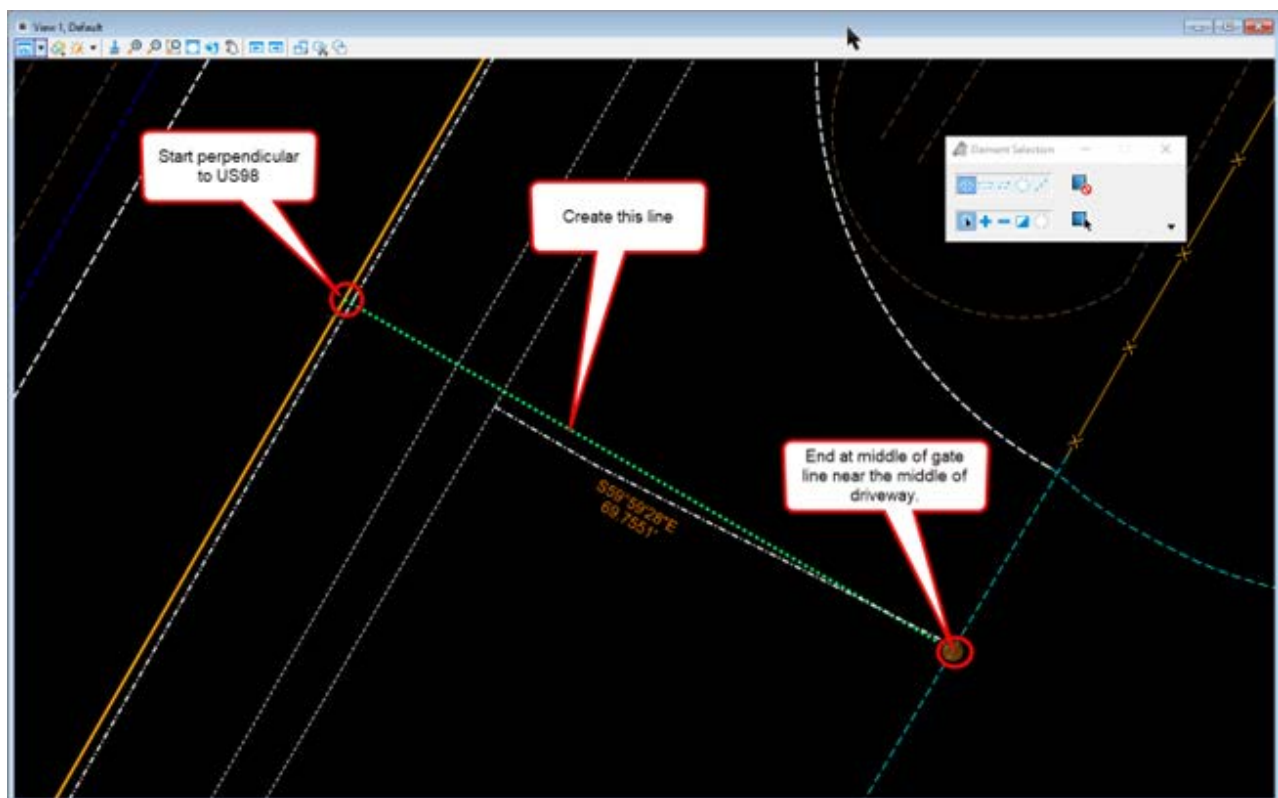 View 1, Default
Start perpendicular
to US98
Create this line
Element Selection
End at middle of gate
line near the middle of
driveway.
S59°59'28"E
69.7551'